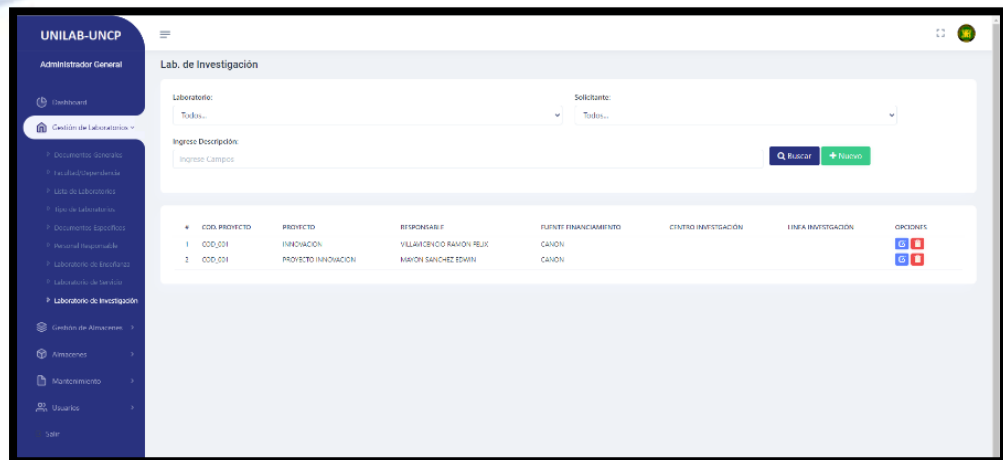 UNILAB-UNCP
Administrador General
Dashboard
Gestión de Laboratorios
Documentos Generales
Facultad/Dependencia
Lista de Laboratorios
Tipo de Laboratorios
Documentos Específicos
Personal Responsable
Laboratorio de Enseñanza
Laboratorio de Servicio
Laboratorio de Investigación
Gestión de Almacenes
Almacenes
Mantenimiento
Usuarios
Salir
Lab. de Investigación
Laboratorio: Solicitante:
Todos... Todos...
Ingrese Descripción:
Ingrese Campos Buscar Nuevo
# COD. PROYECTO PROYECTO RESPONSABLE FUENTE FINANCIAMIENTO CENTRO INVESTGACIÓN LINEA INVESTGACIÓN OPCIONES
1 COD_001 INNOVACION VILLAVICENCIO RAMON FELIX CANON
2 COD_001 PROYECTO INNOVACION MAYON SANCHEZ EDWIN CANON